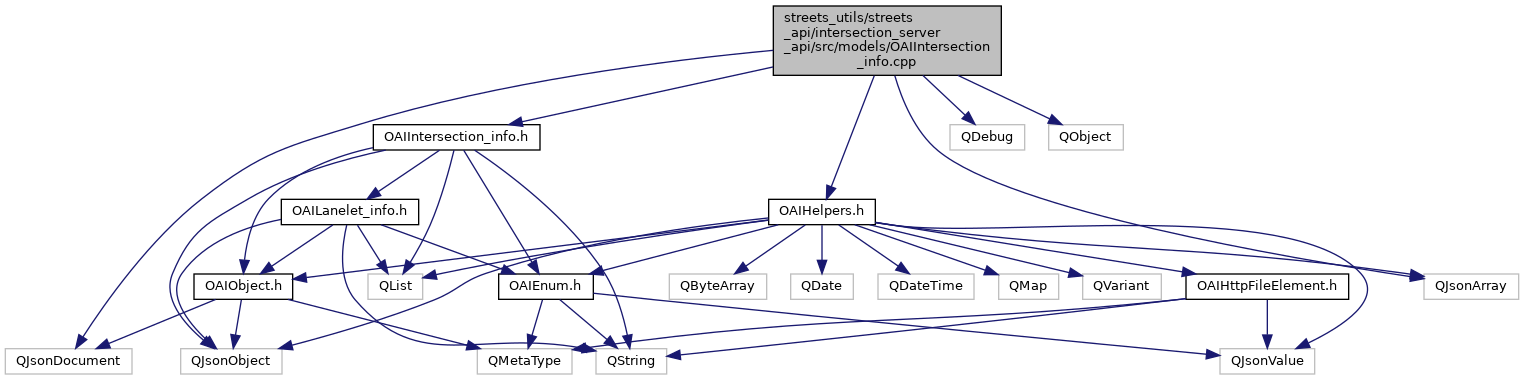 streets_utils/streets
_api/intersection_server
_api/src/models/OAIIntersection
_info.cpp
OAIIntersection_info.h
QDebug
QObject
OAILanelet_info.h
OAIHelpers.h
OAIObject.h
QList
OAIEnum.h
QByteArray
QDate
QDateTime
QMap
QVariant
OAIHttpFileElement.h
QJsonArray
QJsonDocument
QJsonObject
QMetaType
QString
QJsonValue